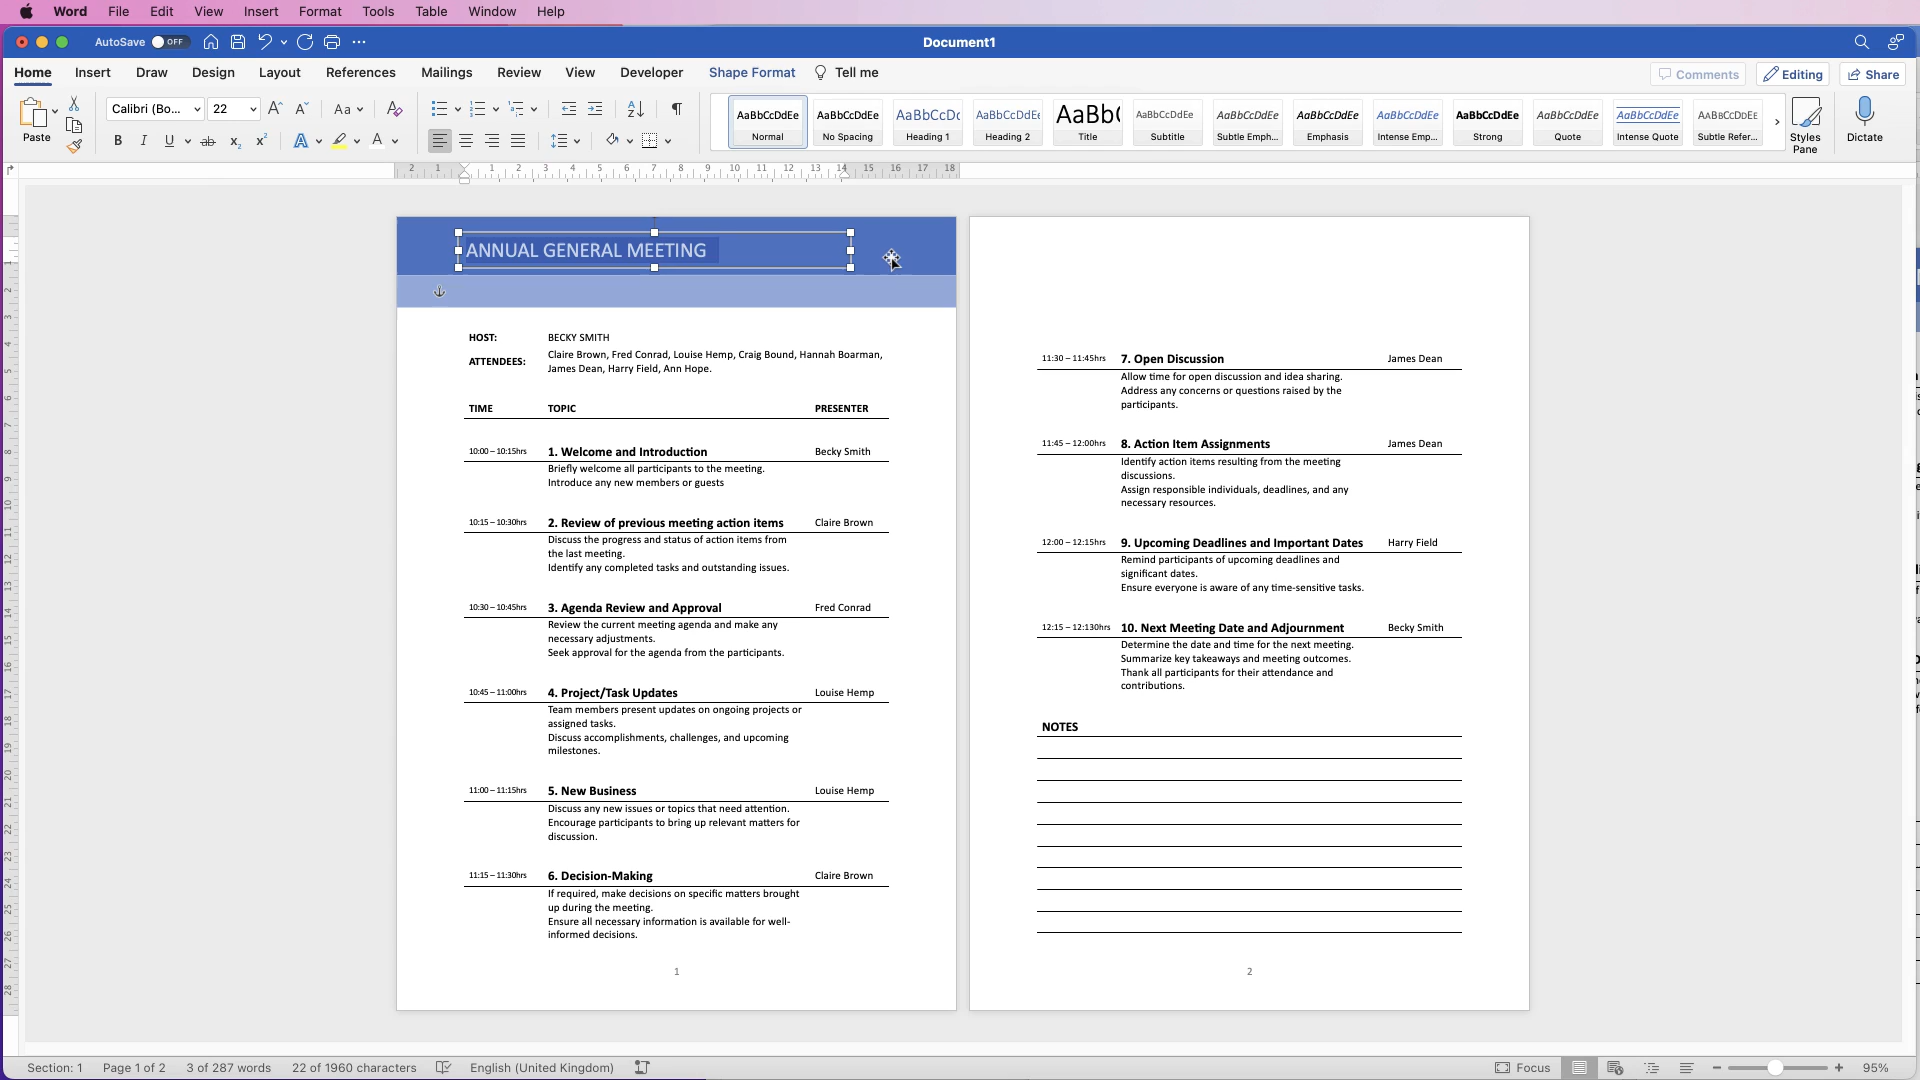 Word File Edit View Insert Format Tools Table Window Help
AutoSave OFF Document1
Home Insert Draw Design Layout References Mailings Review View Developer Shape Format Tell me Comments Editing Share
Paste Calibri (Bo... 22 Aa
AaBbCcDdEe AaBbCcDdEe AaBbCcDc AaBbCcDdEe AaBb( AaBbCcDdEe AaBbCcDdEe AaBbCcDdEe AaBbCcDdEe AaBbCcDdEe AaBbCcDdEe AaBbCcDdEe AaBbCcDdEe
Normal No Spacing Heading 1 Heading 2 Title Subtitle Subtle Emph... Emphasis Intense Emp... Strong Quote Intense Quote Subtle Refer... Styles Pane Dictate
2 1 1 2 3 4 5 6 7 8 9 10 11 12 13 14 15 16 17 18
ANNUAL GENERAL MEETING
HOST: BECKY SMITH
ATTENDEES: Claire Brown, Fred Conrad, Louise Hemp, Craig Bound, Hannah Boarman,
James Dean, Harry Field, Ann Hope.
TIME TOPIC PRESENTER
10:00 – 10:15hrs 1. Welcome and Introduction Becky Smith
Briefly welcome all participants to the meeting.
Introduce any new members or guests
10:15 – 10:30hrs 2. Review of previous meeting action items Claire Brown
Discuss the progress and status of action items from
the last meeting.
Identify any completed tasks and outstanding issues.
10:30 – 10:45hrs 3. Agenda Review and Approval Fred Conrad
Review the current meeting agenda and make any
necessary adjustments.
Seek approval for the agenda from the participants.
10:45 – 11:00hrs 4. Project/Task Updates Louise Hemp
Team members present updates on ongoing projects or
assigned tasks.
Discuss accomplishments, challenges, and upcoming
milestones.
11:00 – 11:15hrs 5. New Business Louise Hemp
Discuss any new issues or topics that need attention.
Encourage participants to bring up relevant matters for
discussion.
11:15 – 11:30hrs 6. Decision-Making Claire Brown
If required, make decisions on specific matters brought
up during the meeting.
Ensure all necessary information is available for well-
informed decisions.
1
11:30 – 11:45hrs 7. Open Discussion James Dean
Allow time for open discussion and idea sharing.
Address any concerns or questions raised by the
participants.
11:45 – 12:00hrs 8. Action Item Assignments James Dean
Identify action items resulting from the meeting
discussions.
Assign responsible individuals, deadlines, and any
necessary resources.
12:00 – 12:15hrs 9. Upcoming Deadlines and Important Dates Harry Field
Remind participants of upcoming deadlines and
significant dates.
Ensure everyone is aware of any time-sensitive tasks.
12:15 – 12:130hrs 10. Next Meeting Date and Adjournment Becky Smith
Determine the date and time for the next meeting.
Summarize key takeaways and meeting outcomes.
Thank all participants for their attendance and
contributions.
NOTES
2
Section: 1 Page 1 of 2 3 of 287 words 22 of 1960 characters English (United Kingdom) Focus 95%